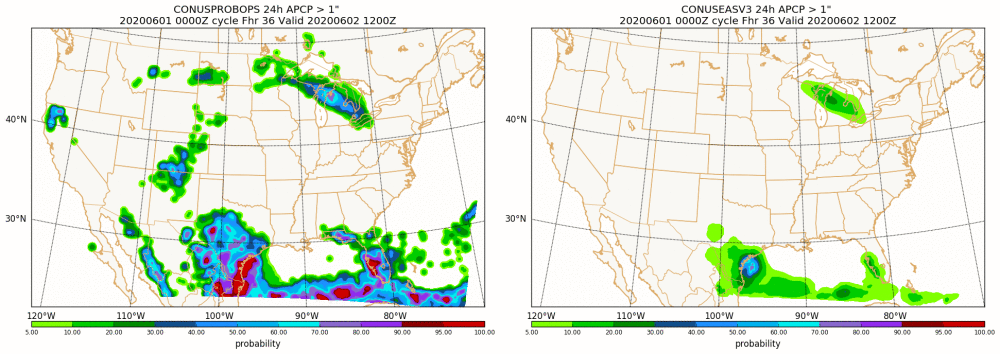 CONUSPROBOPS 24h APCP > 1"
20200601 0000Z cycle Fhr 36 Valid 20200602 1200Z
40°N
30°N
120°W 110°W 100°W 90°W 80°W
5.00 10.00 20.00 30.00 40.00 50.00 60.00 70.00 80.00 90.00 95.00 100.00
probability
CONUSEASV3 24h APCP > 1"
20200601 0000Z cycle Fhr 36 Valid 20200602 1200Z
40°N
30°N
120°W 110°W 100°W 90°W 80°W
5.00 10.00 20.00 30.00 40.00 50.00 60.00 70.00 80.00 90.00 95.00 100.00
probability